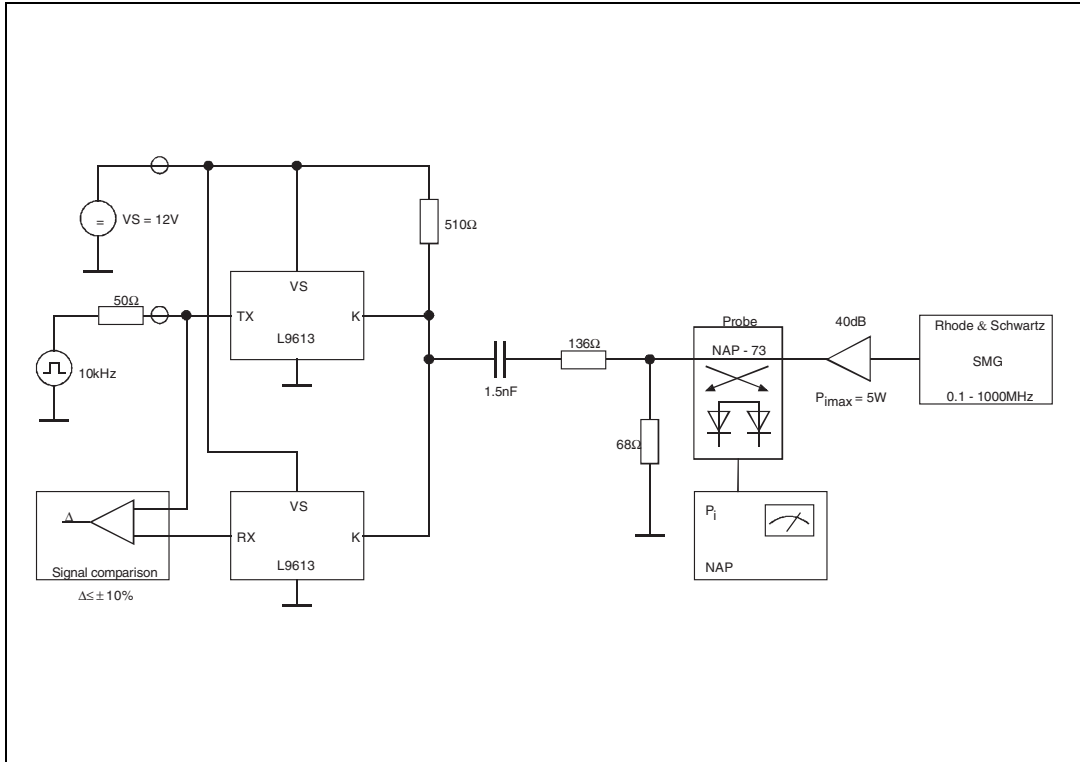 =
VS = 12V
510Ω
50Ω
TX
VS
K
L9613
10kHz
1.5nF
136Ω
68Ω
Probe
NAP - 73
40dB
Pimax = 5W
Rhode & Schwartz
SMG
0.1 - 1000MHz
Δ
Signal comparison
Δ≤ ± 10%
VS
RX
K
L9613
Pi
NAP